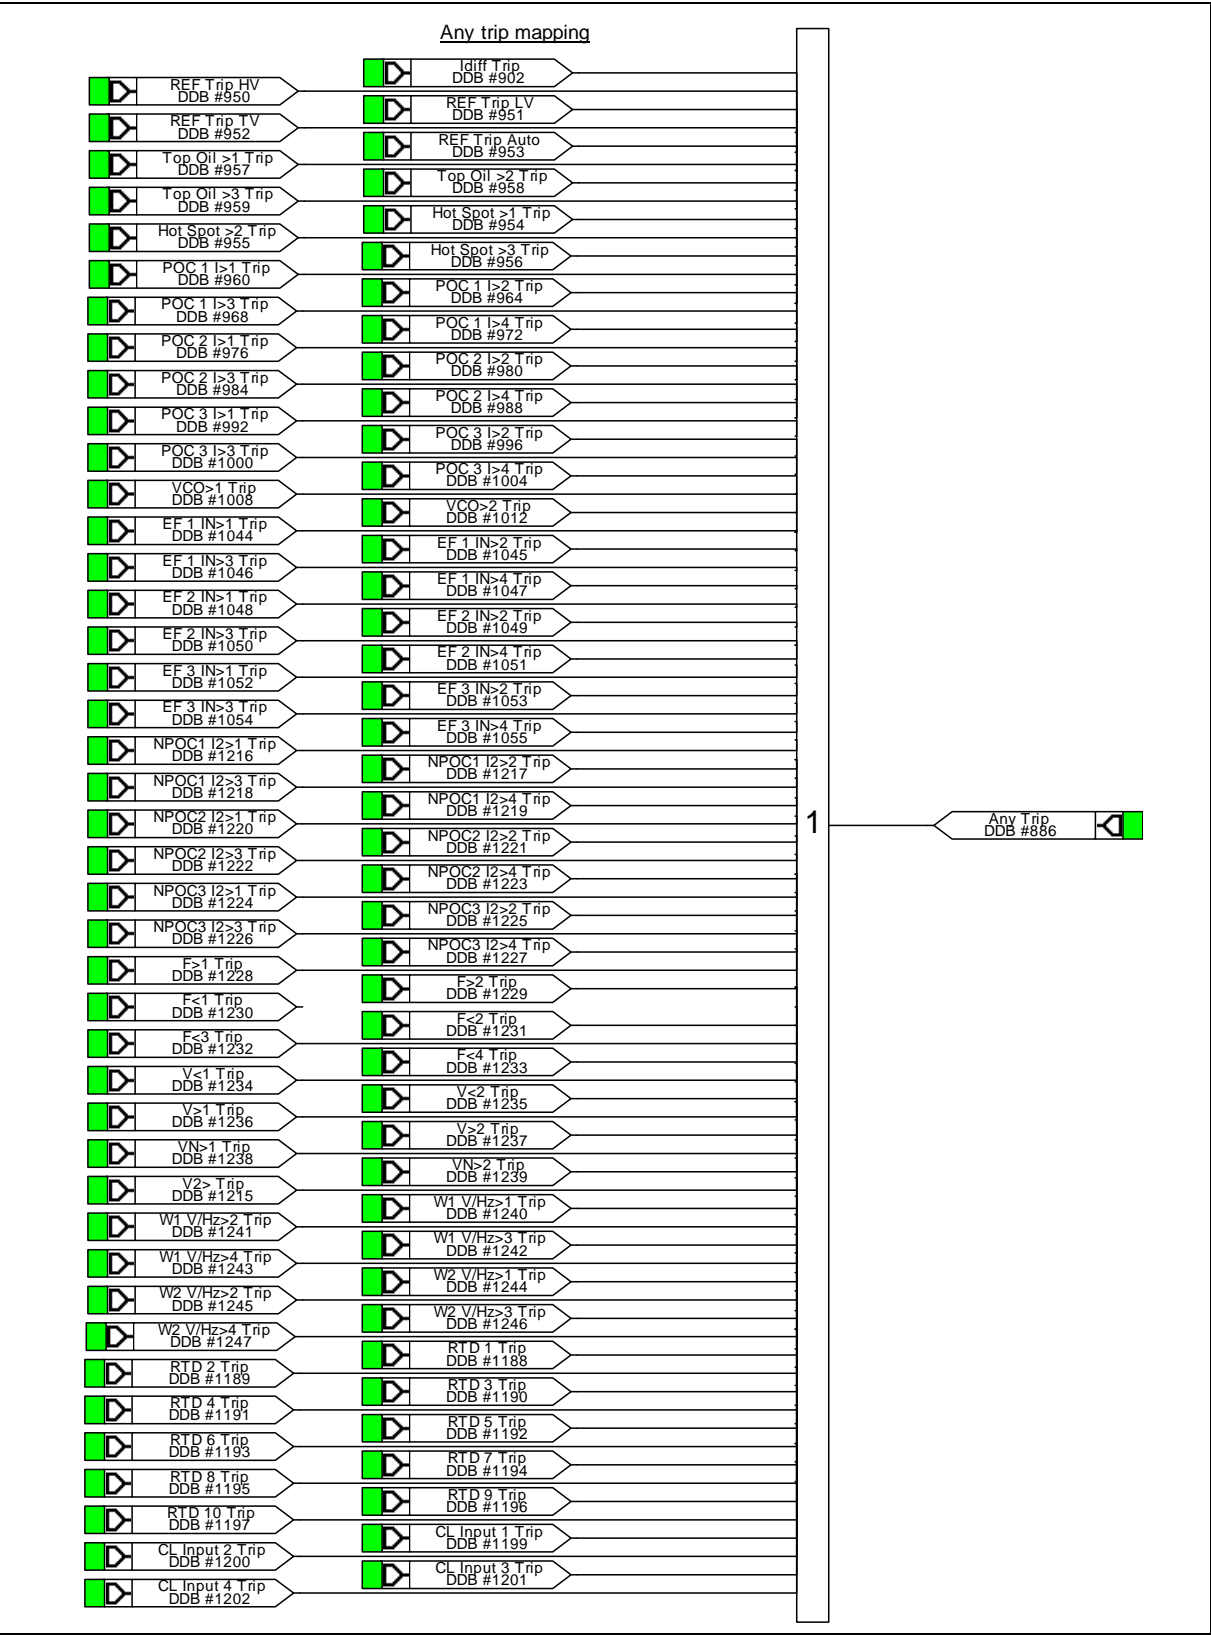 Any trip mapping
Idiff Trip
DDB #902
REF Trip HV
DDB #950
REF Trip LV
DDB #951
REF Trip TV
DDB #952
REF Trip Auto
DDB #953
Top Oil >1 Trip
DDB #957
Top Oil >2 Trip
DDB #958
Top Oil >3 Trip
DDB #959
Hot Spot >1 Trip
DDB #954
Hot Spot >2 Trip
DDB #955
Hot Spot >3 Trip
DDB #956
POC 1 I>1 Trip
DDB #960
POC 1 I>2 Trip
DDB #964
POC 1 I>3 Trip
DDB #968
POC 1 I>4 Trip
DDB #972
POC 2 I>1 Trip
DDB #976
POC 2 I>2 Trip
DDB #980
POC 2 I>3 Trip
DDB #984
POC 2 I>4 Trip
DDB #988
POC 3 I>1 Trip
DDB #992
POC 3 I>2 Trip
DDB #996
POC 3 I>3 Trip
DDB #1000
POC 3 I>4 Trip
DDB #1004
VCO>1 Trip
DDB #1008
VCO>2 Trip
DDB #1012
EF 1 IN>1 Trip
DDB #1044
EF 1 IN>2 Trip
DDB #1045
EF 1 IN>3 Trip
DDB #1046
EF 1 IN>4 Trip
DDB #1047
EF 2 IN>1 Trip
DDB #1048
EF 2 IN>2 Trip
DDB #1049
EF 2 IN>3 Trip
DDB #1050
EF 2 IN>4 Trip
DDB #1051
EF 3 IN>1 Trip
DDB #1052
EF 3 IN>2 Trip
DDB #1053
EF 3 IN>3 Trip
DDB #1054
EF 3 IN>4 Trip
DDB #1055
NPOC1 I2>1 Trip
DDB #1216
NPOC1 I2>2 Trip
DDB #1217
NPOC1 I2>3 Trip
DDB #1218
NPOC1 I2>4 Trip
DDB #1219
NPOC2 I2>1 Trip
DDB #1220
1
Any Trip
DDB #886
NPOC2 I2>2 Trip
DDB #1221
NPOC2 I2>3 Trip
DDB #1222
NPOC2 I2>4 Trip
DDB #1223
NPOC3 I2>1 Trip
DDB #1224
NPOC3 I2>2 Trip
DDB #1225
NPOC3 I2>3 Trip
DDB #1226
NPOC3 I2>4 Trip
DDB #1227
F>1 Trip
DDB #1228
F>2 Trip
DDB #1229
F<1 Trip
DDB #1230
F<2 Trip
DDB #1231
F<3 Trip
DDB #1232
F<4 Trip
DDB #1233
V<1 Trip
DDB #1234
V<2 Trip
DDB #1235
V>1 Trip
DDB #1236
V>2 Trip
DDB #1237
VN>1 Trip
DDB #1238
VN>2 Trip
DDB #1239
V2> Trip
DDB #1215
W1 V/Hz>1 Trip
DDB #1240
W1 V/Hz>2 Trip
DDB #1241
W1 V/Hz>3 Trip
DDB #1242
W1 V/Hz>4 Trip
DDB #1243
W2 V/Hz>1 Trip
DDB #1244
W2 V/Hz>2 Trip
DDB #1245
W2 V/Hz>3 Trip
DDB #1246
W2 V/Hz>4 Trip
DDB #1247
RTD 1 Trip
DDB #1188
RTD 2 Trip
DDB #1189
RTD 3 Trip
DDB #1190
RTD 4 Trip
DDB #1191
RTD 5 Trip
DDB #1192
RTD 6 Trip
DDB #1193
RTD 7 Trip
DDB #1194
RTD 8 Trip
DDB #1195
RTD 9 Trip
DDB #1196
RTD 10 Trip
DDB #1197
CL Input 1 Trip
DDB #1199
CL Input 2 Trip
DDB #1200
CL Input 3 Trip
DDB #1201
CL Input 4 Trip
DDB #1202